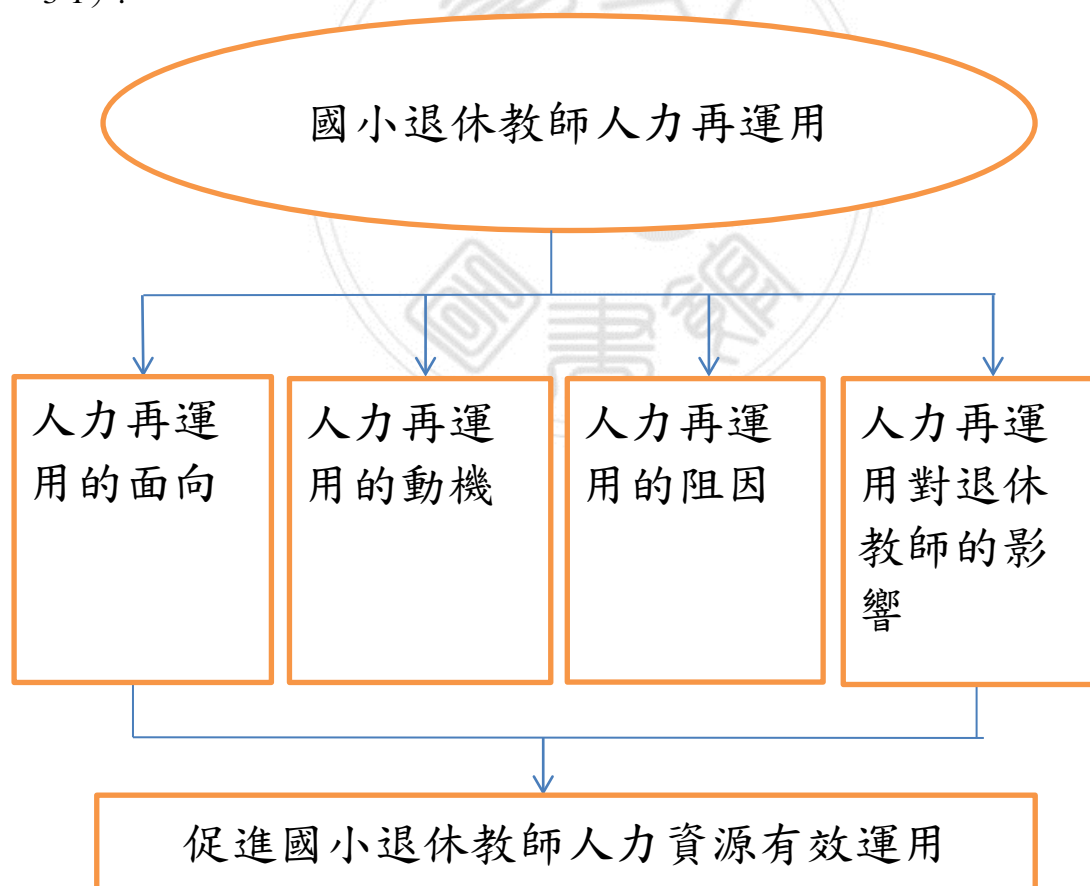 國小退休教師人力再運用
人力再運
用的面向
人力再運
用的動機
人力再運
用的阻因
人力再運
用對退休
教師的影
響
促進國小退休教師人力資源有效運用